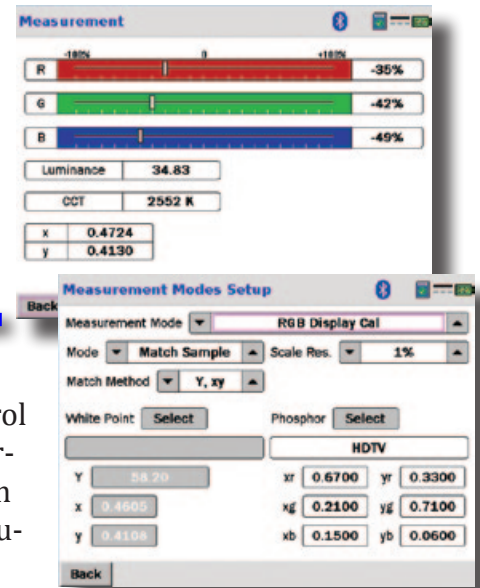 Measurement
-100% 0 +100%
R -35%
G -42%
B -49%
Luminance 34.83
CCT 2552 K
x 0.4724
y 0.4130
Back
Measurement Modes Setup
Measurement Mode RGB Display Cal
Mode Match Sample Scale Res. 1%
Match Method Y, xy
White Point Select Phosphor Select
HDTV
Y 58.20 xr 0.6700 yr 0.3300
x 0.4605 xg 0.2100 yg 0.7100
y 0.4108 xb 0.1500 yb 0.0600
Back
rol
r-
n
u-